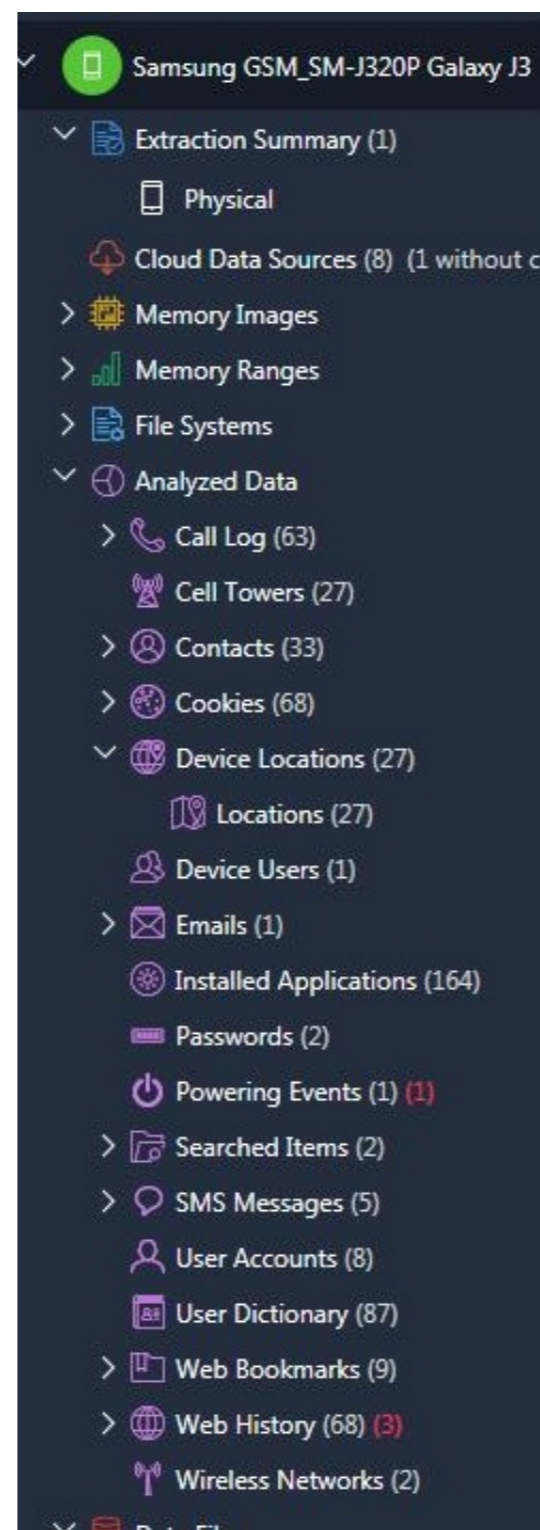 Samsung GSM_SM-J320P Galaxy J3
Extraction Summary (1)
Physical
Cloud Data Sources (8) (1 without
Memory Images
Memory Ranges
File Systems
Analyzed Data
Call Log (63)
Cell Towers (27)
Contacts (33)
Cookies (68)
Device Locations (27)
Locations (27)
Device Users (1)
Emails (1)
Installed Applications (164)
Passwords (2)
Powering Events (1) (1)
Searched Items (2)
SMS Messages (5)
User Accounts (8)
User Dictionary (87)
Web Bookmarks (9)
Web History (68) (3)
Wireless Networks (2)